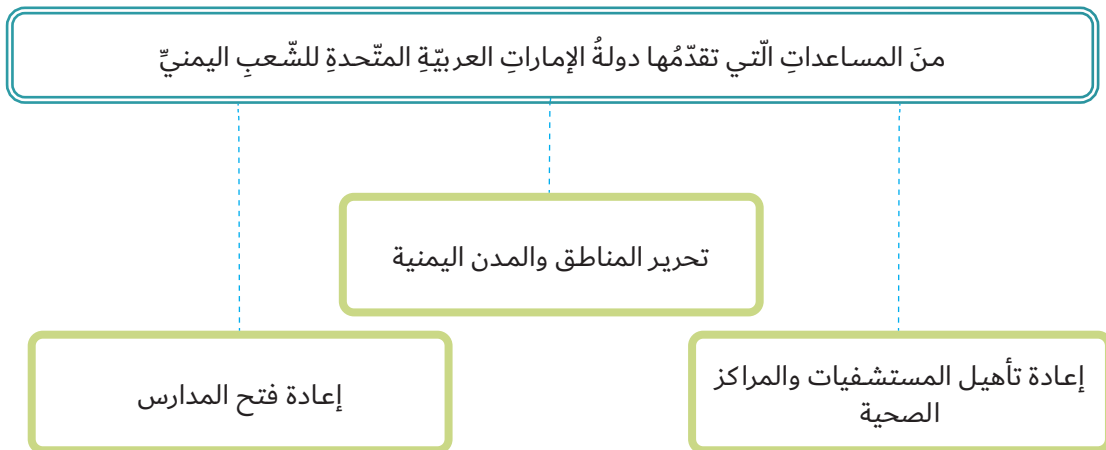 منَ المساعداتِ الّتي تقدّمُها دولةُ الإماراتِ العربيّةِ المتّحدةِ للشّعبِ اليمنيِّ
تحرير المناطق والمدن اليمنية
إعادة تأهيل المستشفيات والمراكز
الصحية
إعادة فتح المدارس